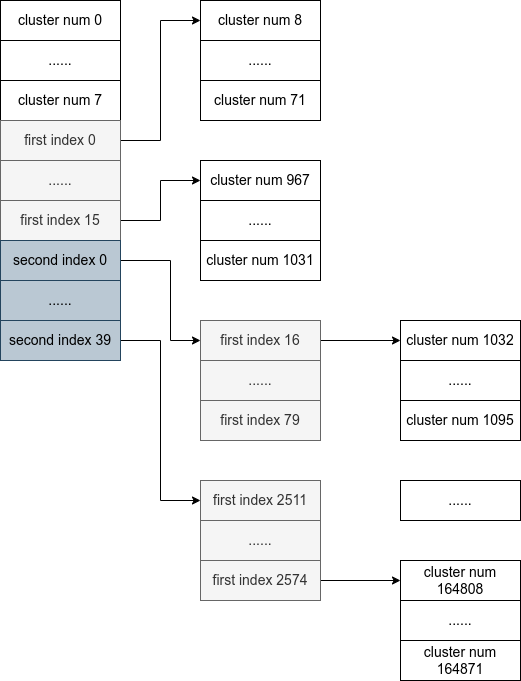 cluster num 0
......
cluster num 7
first index 0
......
first index 15
second index 0
......
second index 39
cluster num 8
......
cluster num 71
cluster num 967
......
cluster num 1031
first index 16
......
first index 79
cluster num 1032
......
cluster num 1095
first index 2511
......
first index 2574
......
cluster num
164808
......
cluster num
164871